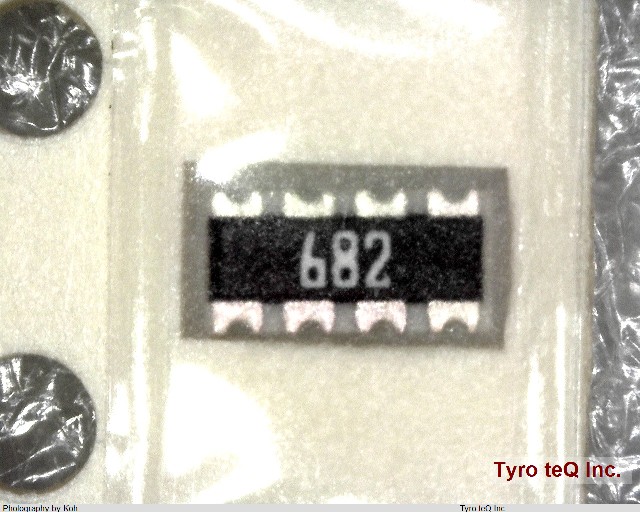 682
Tyro teQ Inc.
Photography by Koh
Tyro teQ Inc